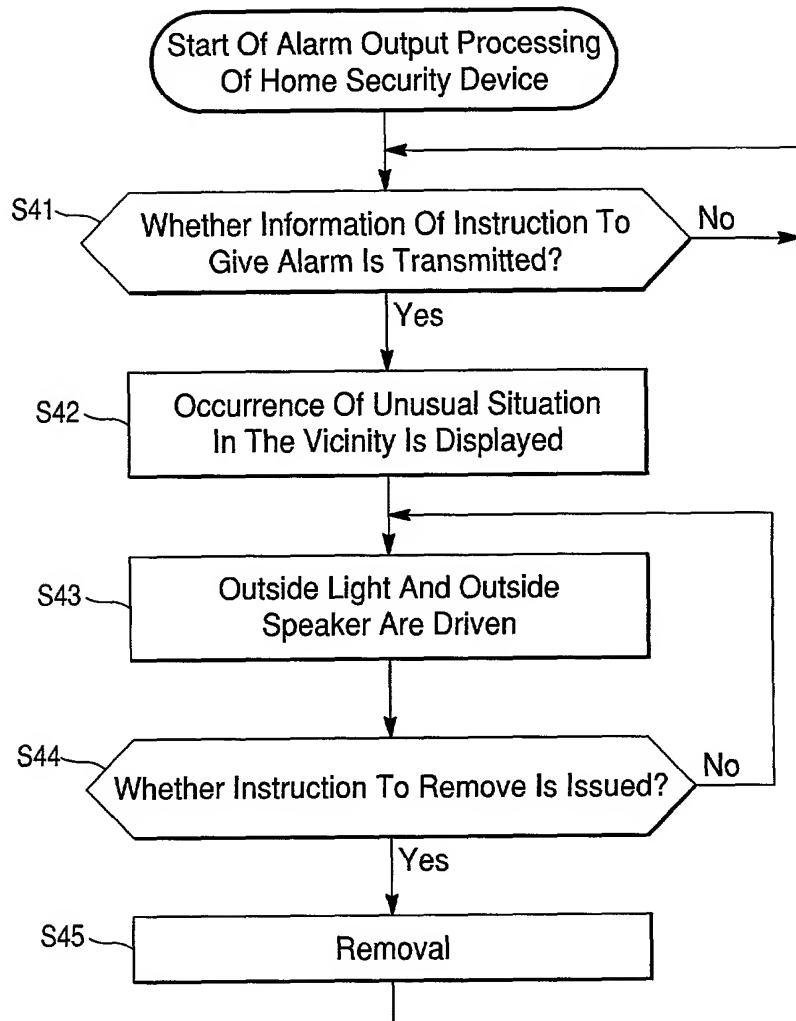 Start Of Alarm Output Processing
Of Home Security Device
S41
Whether Information Of Instruction To
Give Alarm Is Transmitted?
No
Yes
S42
Occurrence Of Unusual Situation
In The Vicinity Is Displayed
S43
Outside Light And Outside
Speaker Are Driven
S44
Whether Instruction To Remove Is Issued?
No
Yes
S45
Removal